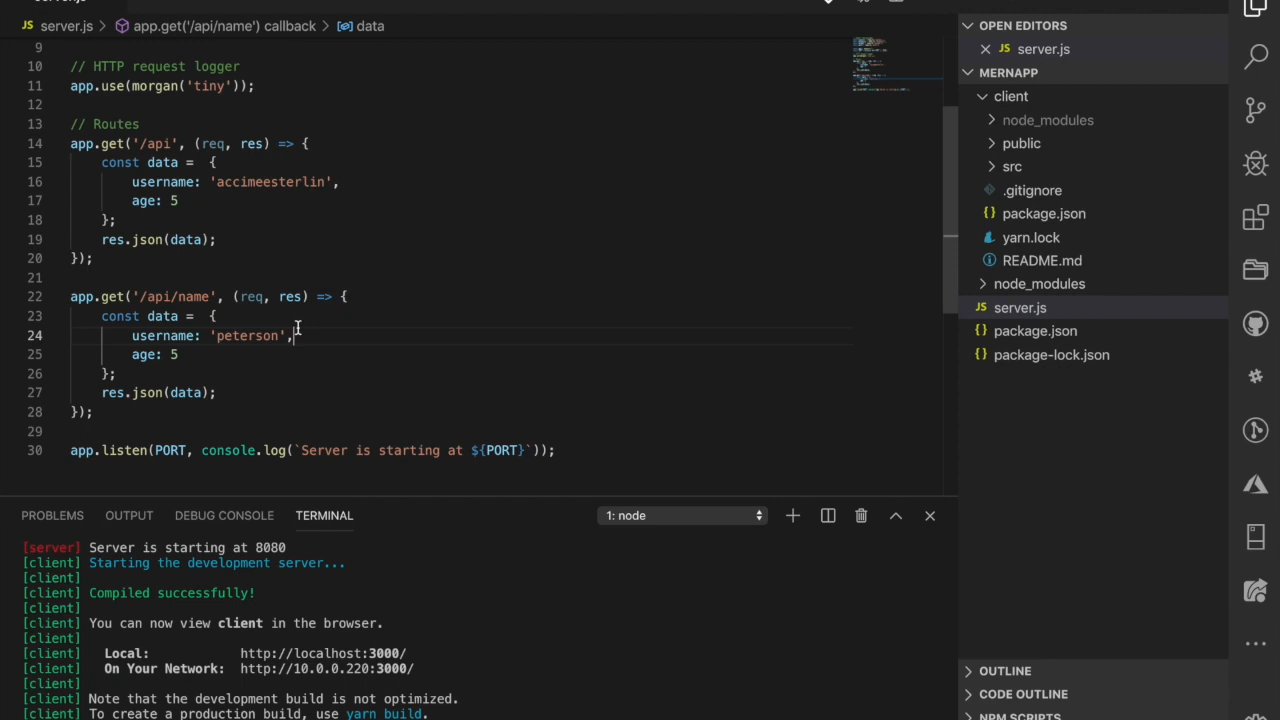 JS server.js > app.get('/api/name') callback > data
9
10 // HTTP request logger
11 app.use(morgan('tiny'));
12
13 // Routes
14 app.get('/api', (req, res) => {
15 const data = {
16 username: 'accimeesterlin',
17 age: 5
18 };
19 res.json(data);
20 });
21
22 app.get('/api/name', (req, res) => {
23 const data = {
24 username: 'peterson',
25 age: 5
26 };
27 res.json(data);
28 });
29
30 app.listen(PORT, console.log(`Server is starting at ${PORT}`));
PROBLEMS OUTPUT DEBUG CONSOLE TERMINAL 1: node
[server] Server is starting at 8080
[client] Starting the development server...
[client]
[client] Compiled successfully!
[client]
[client] You can now view client in the browser.
[client]
[client] Local: http://localhost:3000/
[client] On Your Network: http://10.0.0.220:3000/
[client]
[client] Note that the development build is not optimized.
[client] To create a production build, use yarn build.
OPEN EDITORS
JS server.js
MERNAPP
client
node_modules
public
src
.gitignore
{} package.json
yarn.lock
README.md
node_modules
JS server.js
{} package.json
{} package-lock.json
OUTLINE
CODE OUTLINE
NPM SCRIPTS